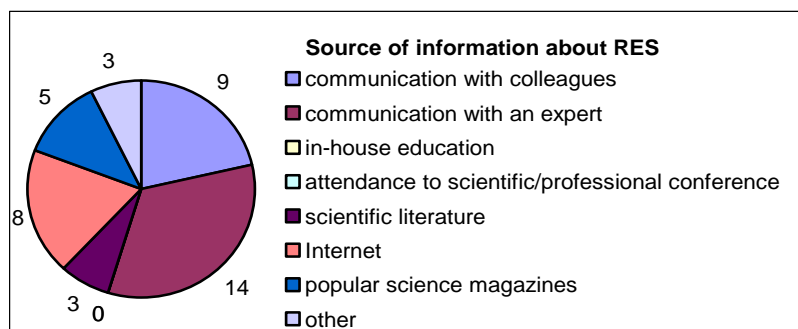 Source of information about RES
3
9
5
8
3
0
14
communication with colleagues
communication with an expert
in-house education
attendance to scientific/professional conference
scientific literature
Internet
popular science magazines
other